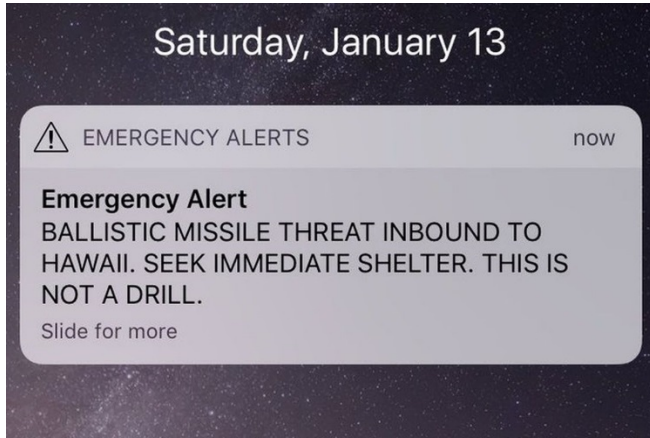 Saturday, January 13
EMERGENCY ALERTS
now
Emergency Alert
BALLISTIC MISSILE THREAT INBOUND TO
HAWAII. SEEK IMMEDIATE SHELTER. THIS IS
NOT A DRILL.
Slide for more